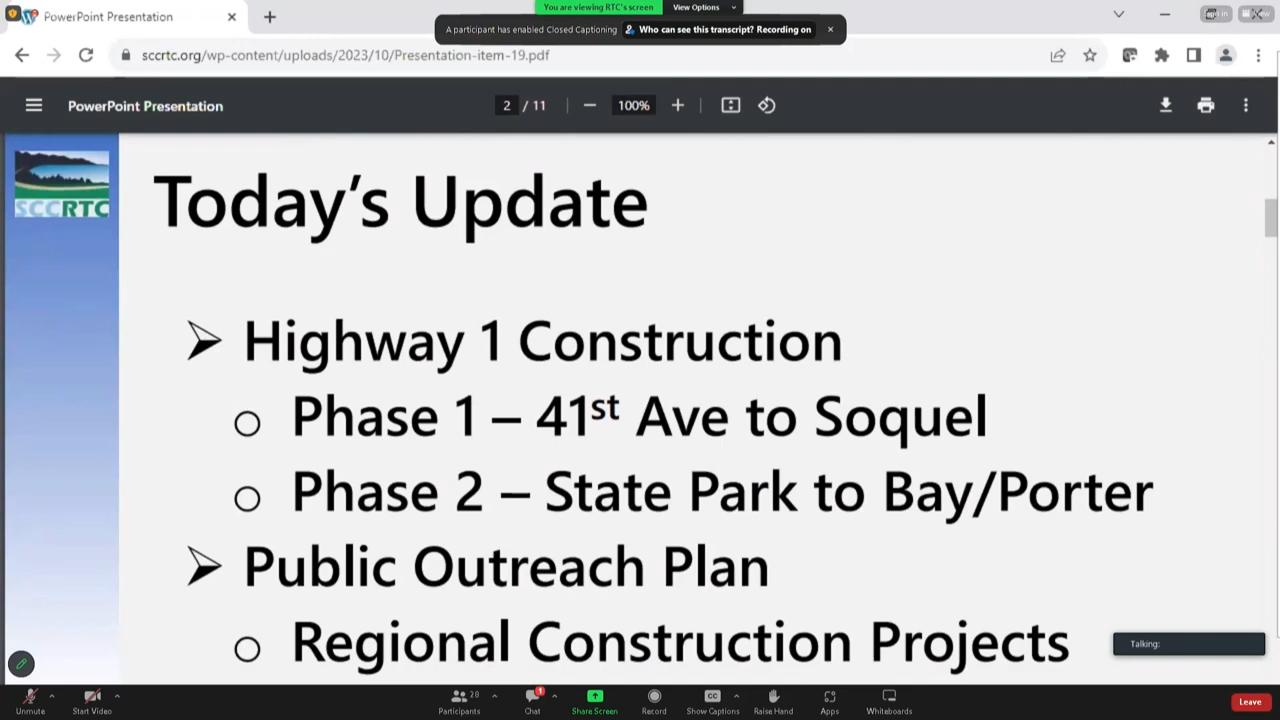 You are viewing RTC's screen
View Options
PowerPoint Presentation
A participant has enabled Closed Captioning
Who can see this transcript? Recording on
sccrtc.org/wp-content/uploads/2023/10/Presentation-item-19.pdf
PowerPoint Presentation
2 / 11
100%
SCCRTC
Today's Update
➢ Highway 1 Construction
o Phase 1 – 41st Ave to Soquel
o Phase 2 – State Park to Bay/Porter
➢ Public Outreach Plan
o Regional Construction Projects
Talking:
Unmute
Start Video
Participants
28
Chat
1
Share Screen
Record
CC
Show Captions
Raise Hand
Apps
Whiteboards
Leave